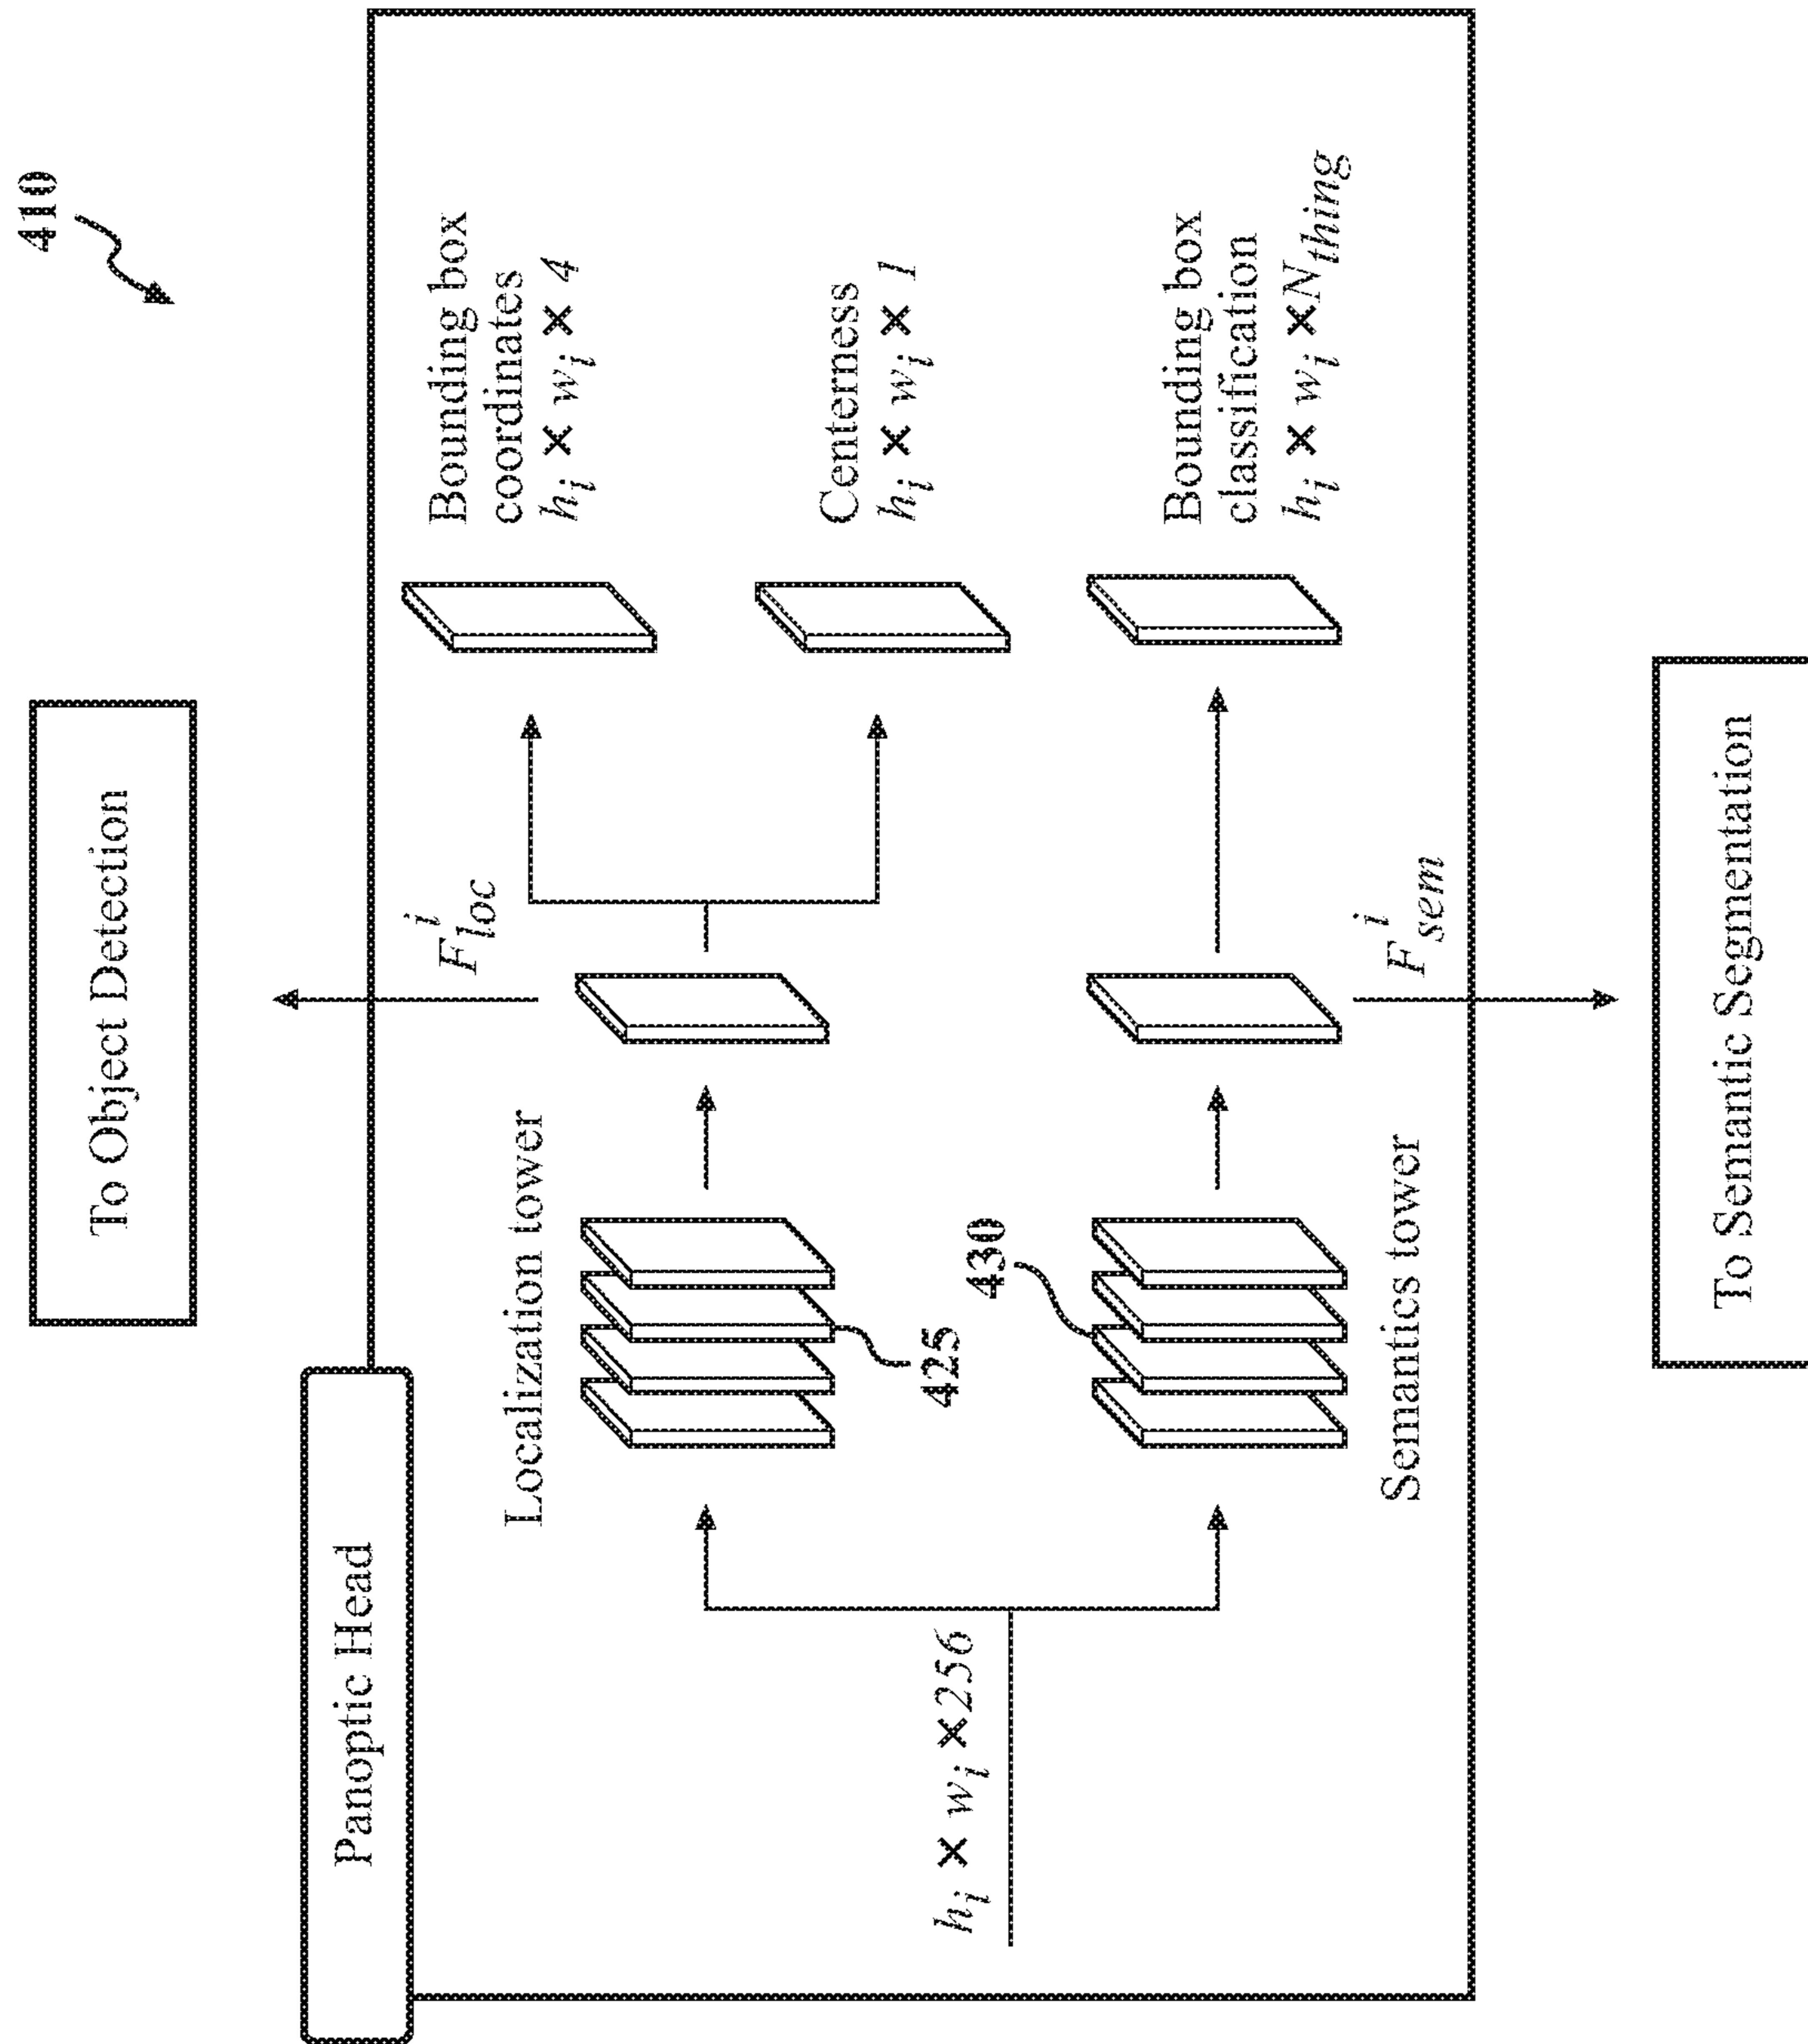 410
To Object Detection
Panoptic Head
Localization tower
425
430
Semantics tower
h_i × w_i ×256
F^i_loc
F^i_sem
Bounding box
coordinates
h_i × w_i × 4
Centerness
h_i × w_i × 1
Bounding box
classification
h_i × w_i ×N_thing
To Semantic Segmentation